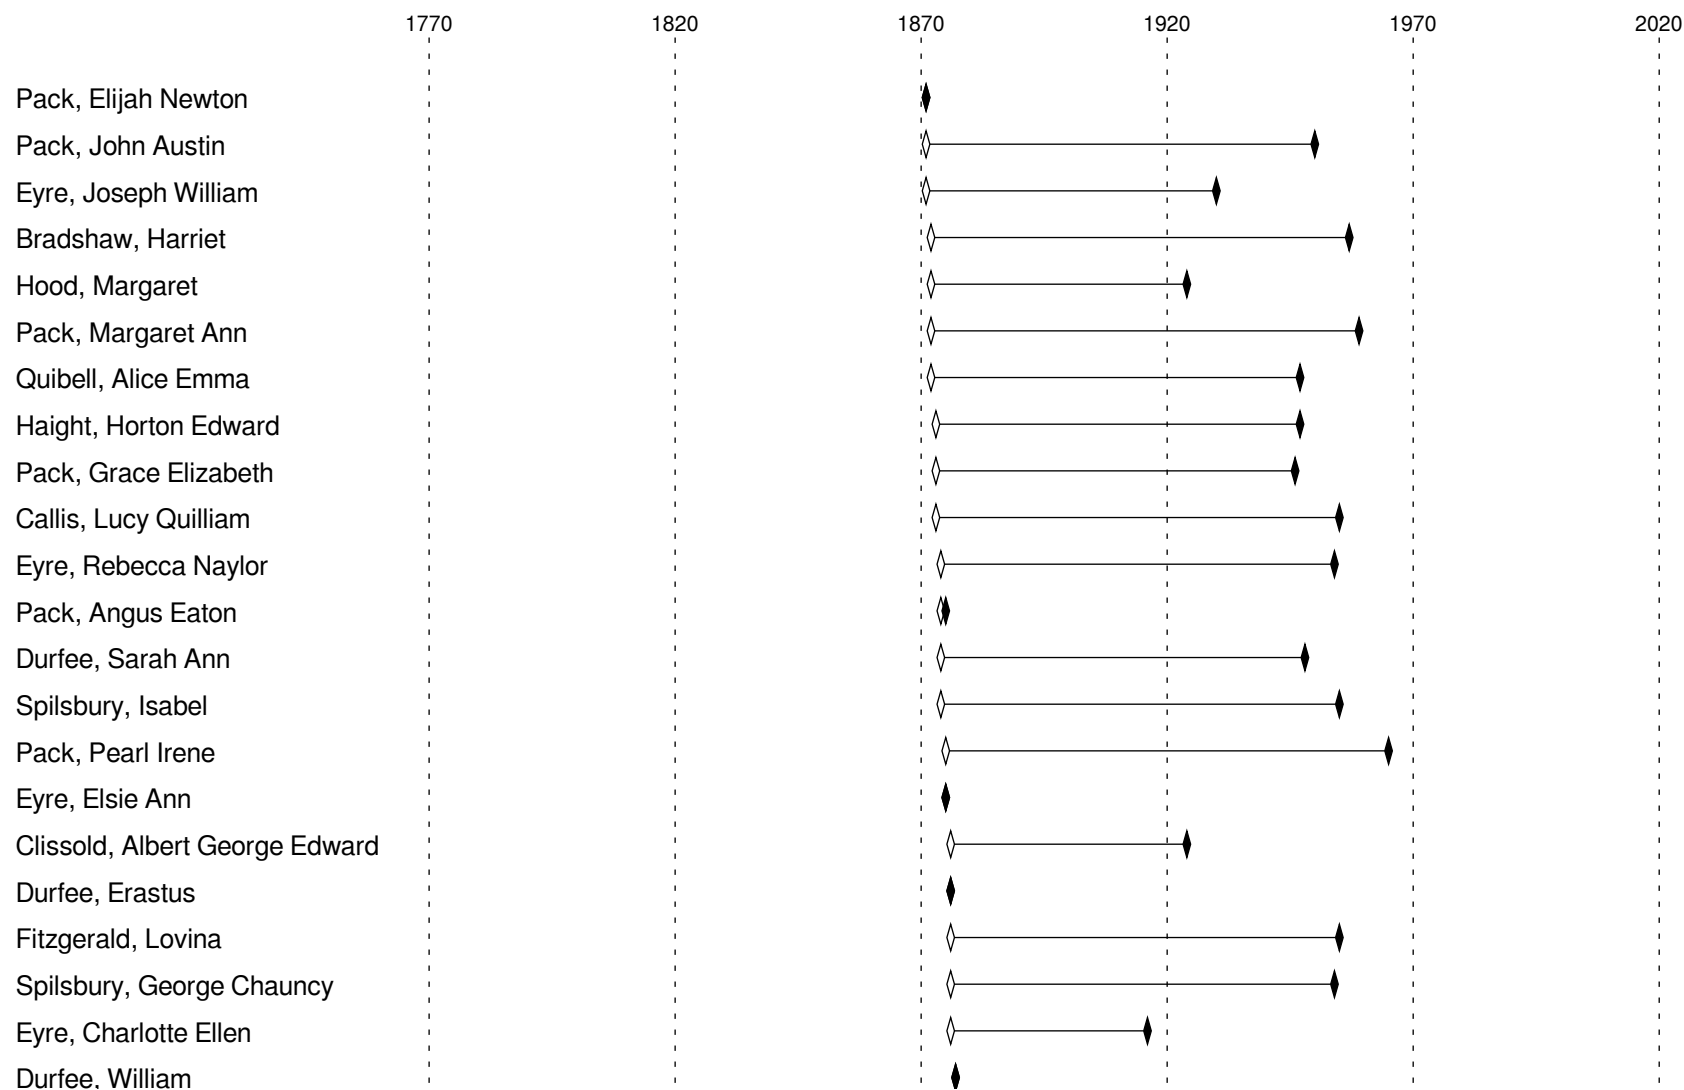 1770 1820 1870 1920 1970 2020
Pack, Elijah Newton
Pack, John Austin
Eyre, Joseph William
Bradshaw, Harriet
Hood, Margaret
Pack, Margaret Ann
Quibell, Alice Emma
Haight, Horton Edward
Pack, Grace Elizabeth
Callis, Lucy Quilliam
Eyre, Rebecca Naylor
Pack, Angus Eaton
Durfee, Sarah Ann
Spilsbury, Isabel
Pack, Pearl Irene
Eyre, Elsie Ann
Clissold, Albert George Edward
Durfee, Erastus
Fitzgerald, Lovina
Spilsbury, George Chauncy
Eyre, Charlotte Ellen
Durfee, William